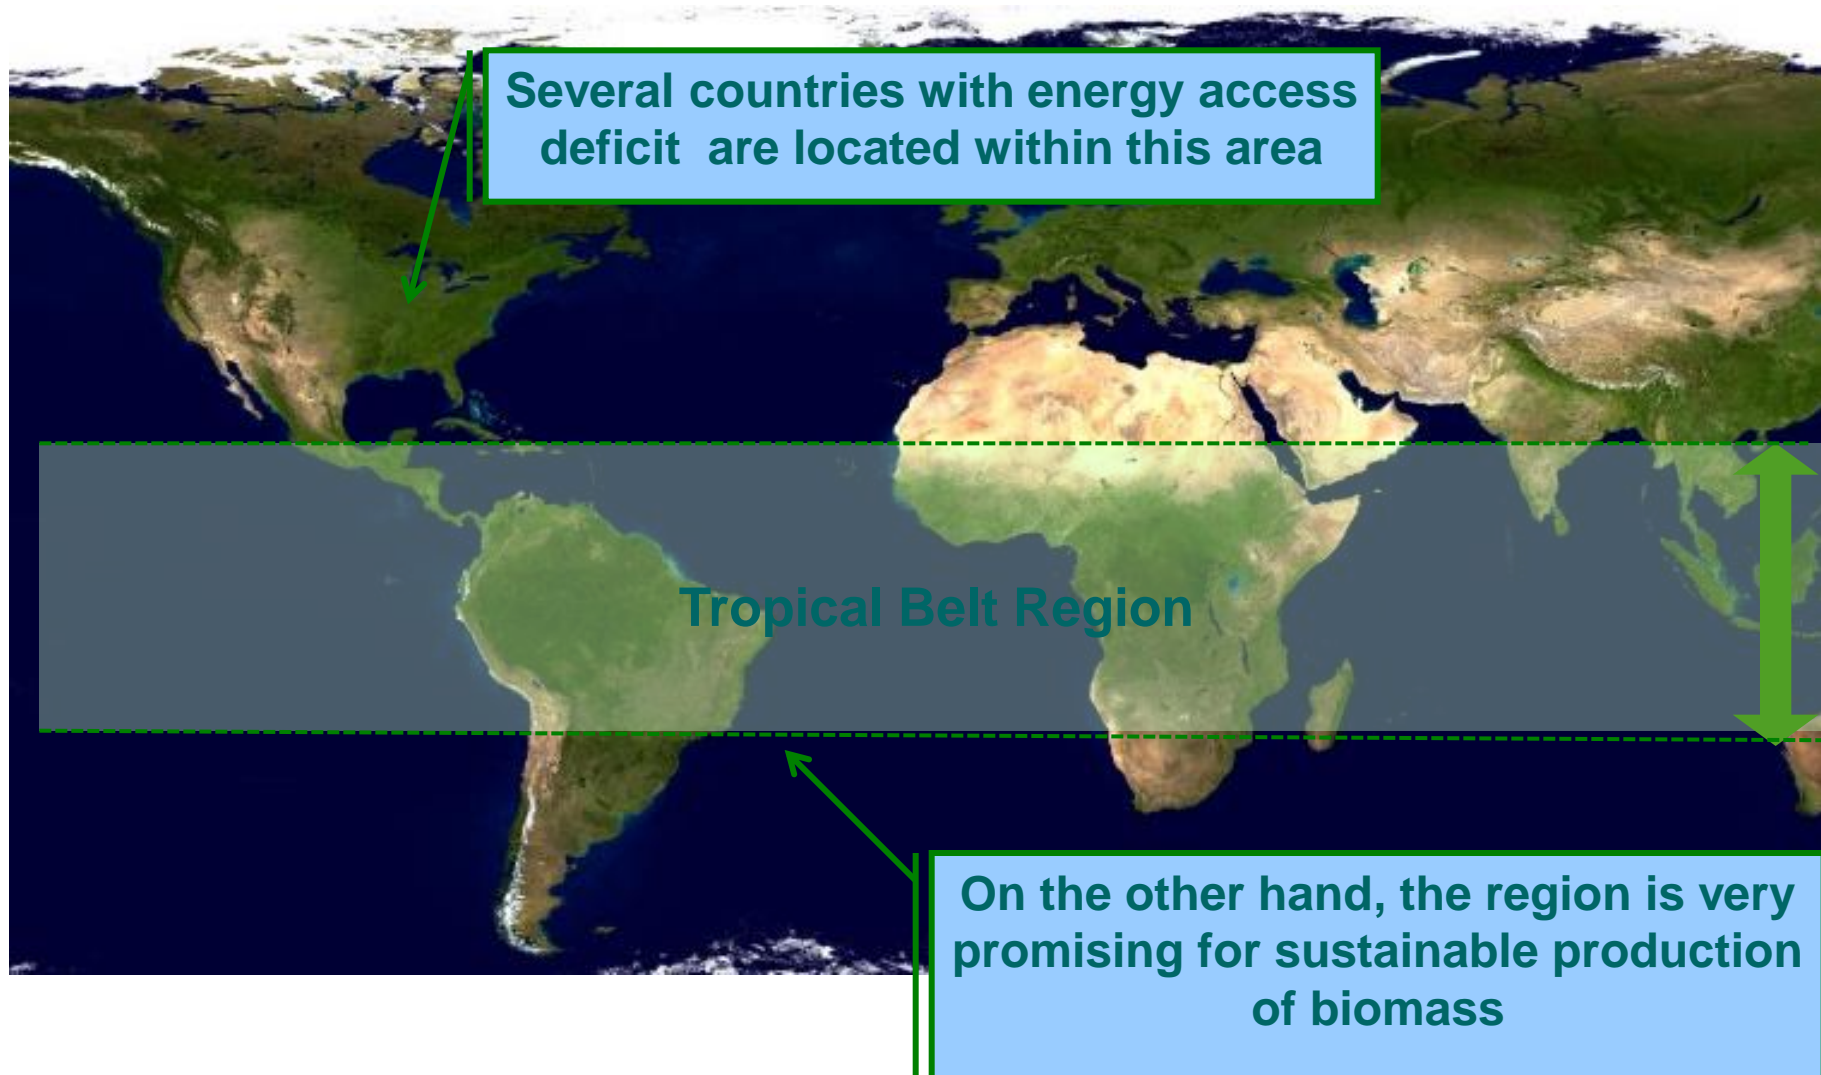 Several countries with energy access
deficit  are located within this area
Tropical Belt Region
On the other hand, the region is very
promising for sustainable production
of biomass